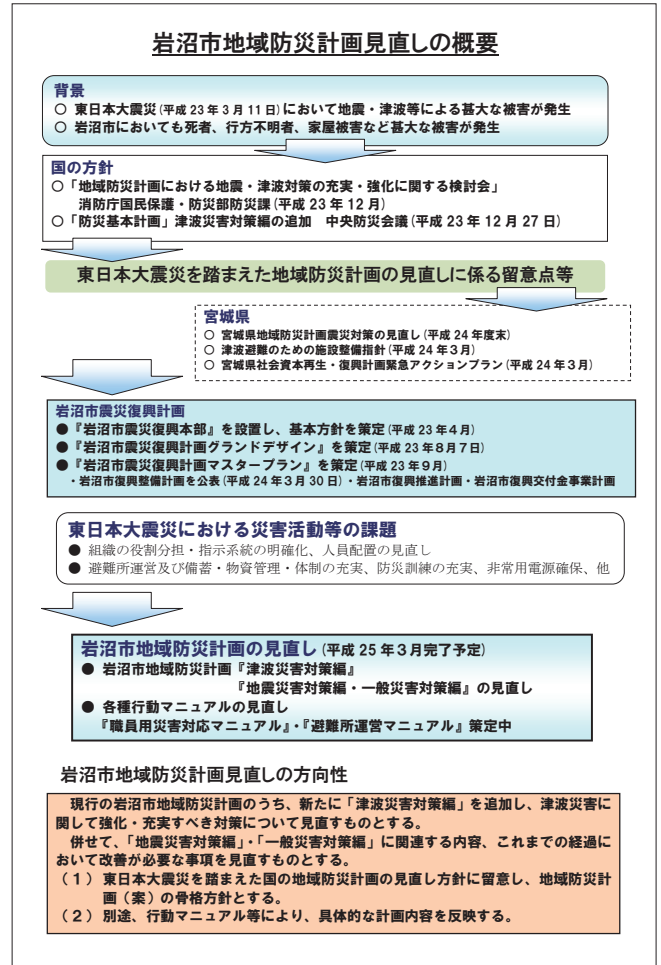 岩沼市地域防災計画見直しの概要
背景
○ 東日本大震災(平成 23 年 3 月 11 日)において地震・津波等による甚大な被害が発生
○ 岩沼市においても死者、行方不明者、家屋被害など甚大な被害が発生
国の方針
○「地域防災計画における地震・津波対策の充実・強化に関する検討会」
消防庁国民保護・防災部防災課(平成 23 年 12 月)
○「防災基本計画」津波災害対策編の追加 中央防災会議(平成 23 年 12 月 27 日)
東日本大震災を踏まえた地域防災計画の見直しに係る留意点等
宮城県
○ 宮城県地域防災計画震災対策の見直し(平成 24 年度末)
○ 津波避難のための施設整備指針(平成 24 年３月)
○ 宮城県社会資本再生・復興計画緊急アクションプラン(平成 24 年３月)
岩沼市震災復興計画
●『岩沼市震災復興本部』を設置し、基本方針を策定(平成 23 年４月)
●『岩沼市震災復興計画グランドデザイン』を策定(平成 23 年８月７日)
●『岩沼市震災復興計画マスタープラン』を策定(平成 23 年９月)
・岩沼市復興整備計画を公表(平成 24 年３月 30 日)・岩沼市復興推進計画・岩沼市復興交付金事業計画
東日本大震災における災害活動等の課題
● 組織の役割分担・指示系統の明確化、人員配置の見直し
● 避難所運営及び備蓄・物資管理・体制の充実、防災訓練の充実、非常用電源確保、他
岩沼市地域防災計画の見直し(平成 25 年３月完了予定)
● 岩沼市地域防災計画『津波災害対策編』
『地震災害対策編・一般災害対策編』の見直し
● 各種行動マニュアルの見直し
『職員用災害対応マニュアル』・『避難所運営マニュアル』策定中
岩沼市地域防災計画見直しの方向性
現行の岩沼市地域防災計画のうち、新たに「津波災害対策編」を追加し、津波災害に
関して強化・充実すべき対策について見直すものとする。
併せて、「地震災害対策編」・「一般災害対策編」に関連する内容、これまでの経過に
おいて改善が必要な事項を見直すものとする。
（１） 東日本大震災を踏まえた国の地域防災計画の見直し方針に留意し、地域防災計
画（案）の骨格方針とする。
（２） 別途、行動マニュアル等により、具体的な計画内容を反映する。